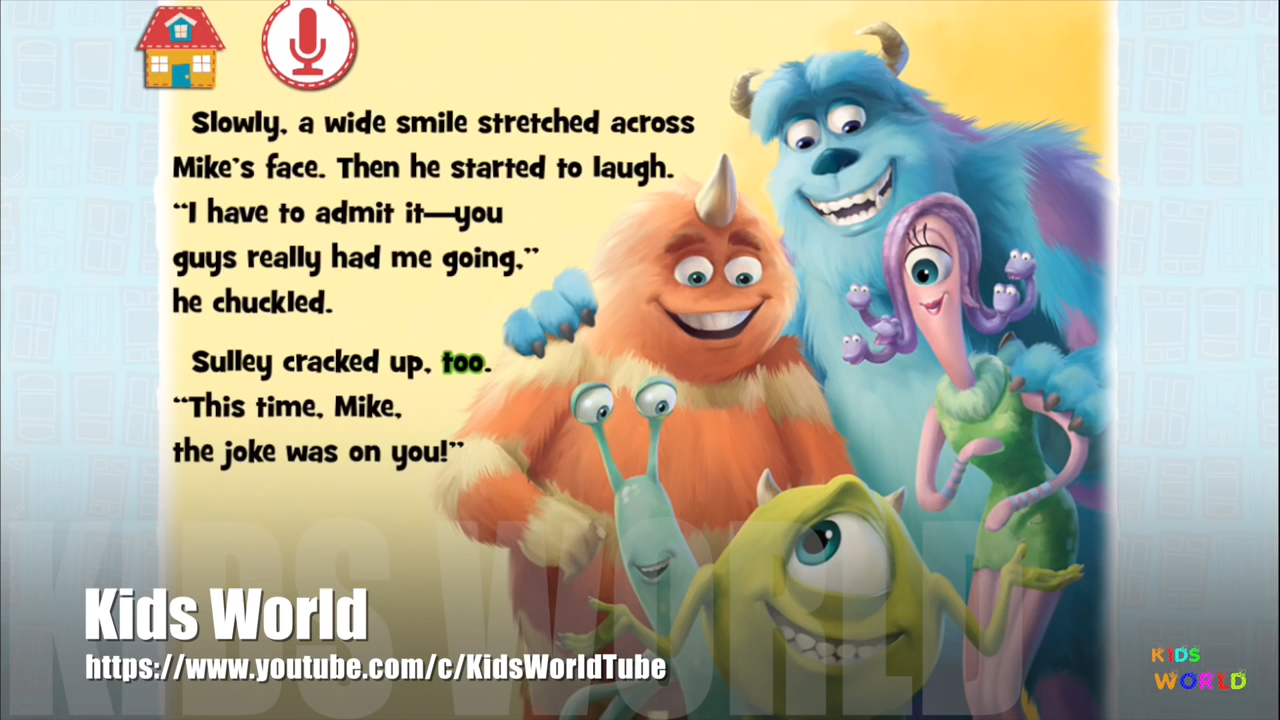 Slowly, a wide smile stretched across
Mike's face. Then he started to laugh.
“I have to admit it—you
guys really had me going,”
he chuckled.
Sulley cracked up, too.
“This time, Mike,
the joke was on you!”
KIDS WORLD
Kids World
https://www.youtube.com/c/KidsWorldTube
KIDS
WORLD